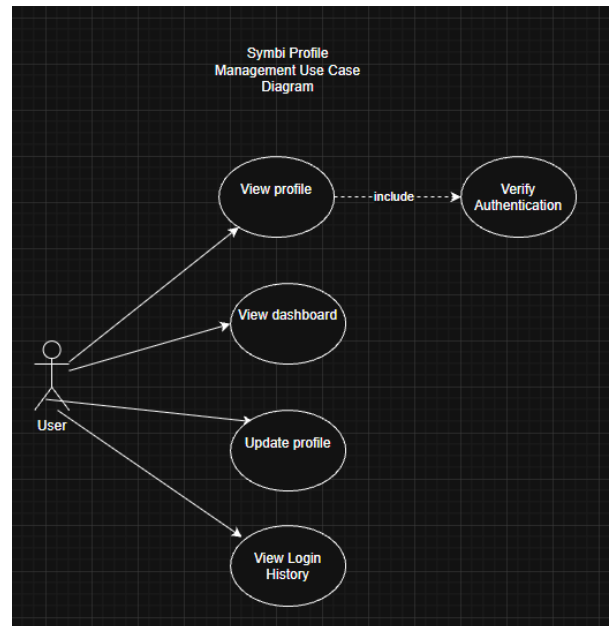 Symbi Profile
Management Use Case
Diagram
View profile
include
Verify
Authentication
View dashboard
User
Update profile
View Login
History